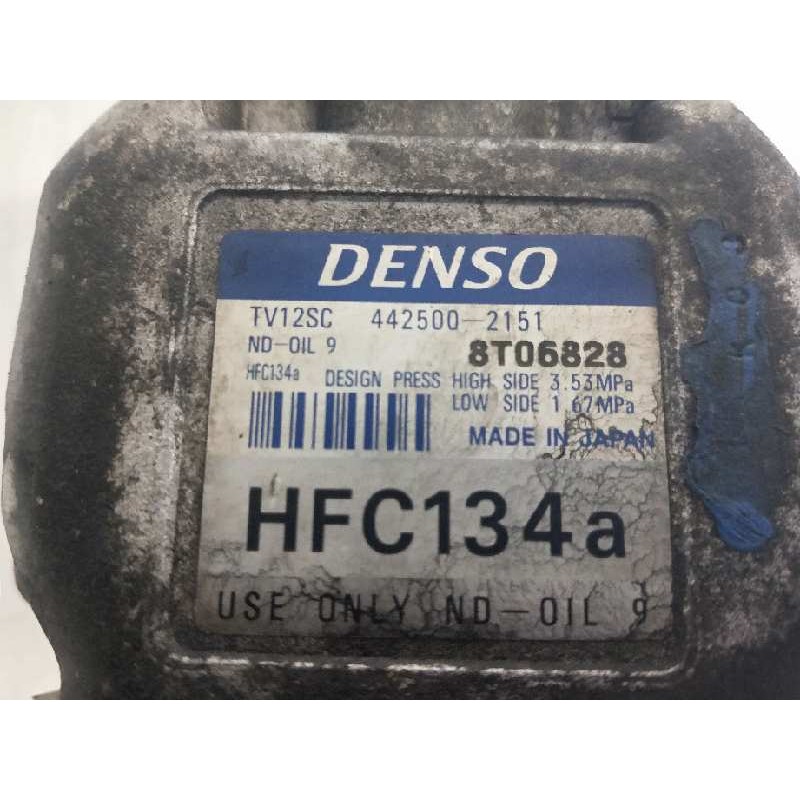 DENSO
TV12SC 442500-2151
ND-OIL 9 8T06828
HFC134a DESIGN PRESS HIGH SIDE 3.53MPa
LOW SIDE 1.67MPa
MADE IN JAPAN
HFC134a
USE ONLY ND-OIL 9